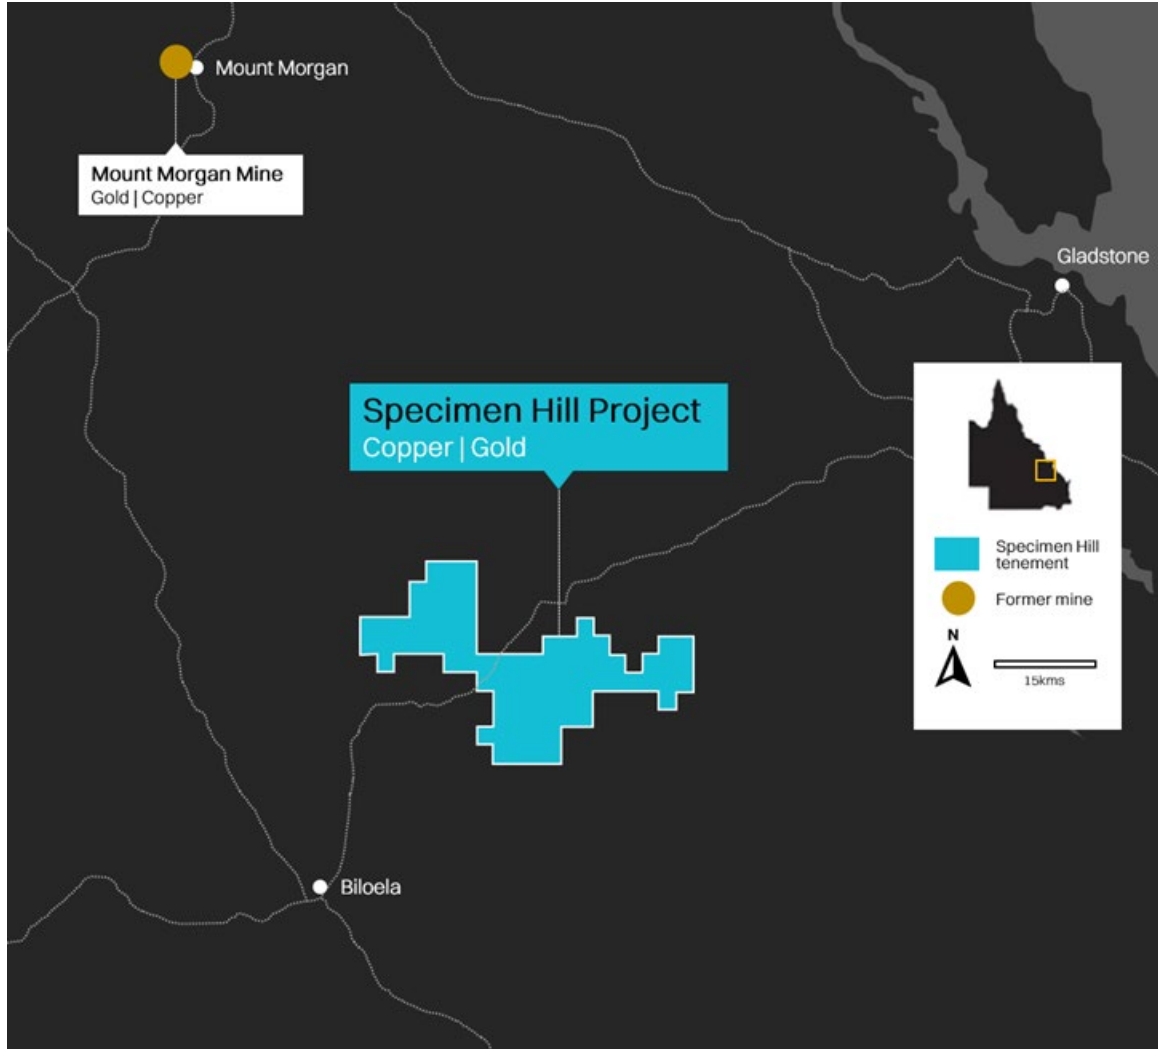 Mount Morgan
Mount Morgan Mine
Gold | Copper
Gladstone
Specimen Hill Project
Copper | Gold
Specimen Hill
tenement
Former mine
N
15kms
Biloela